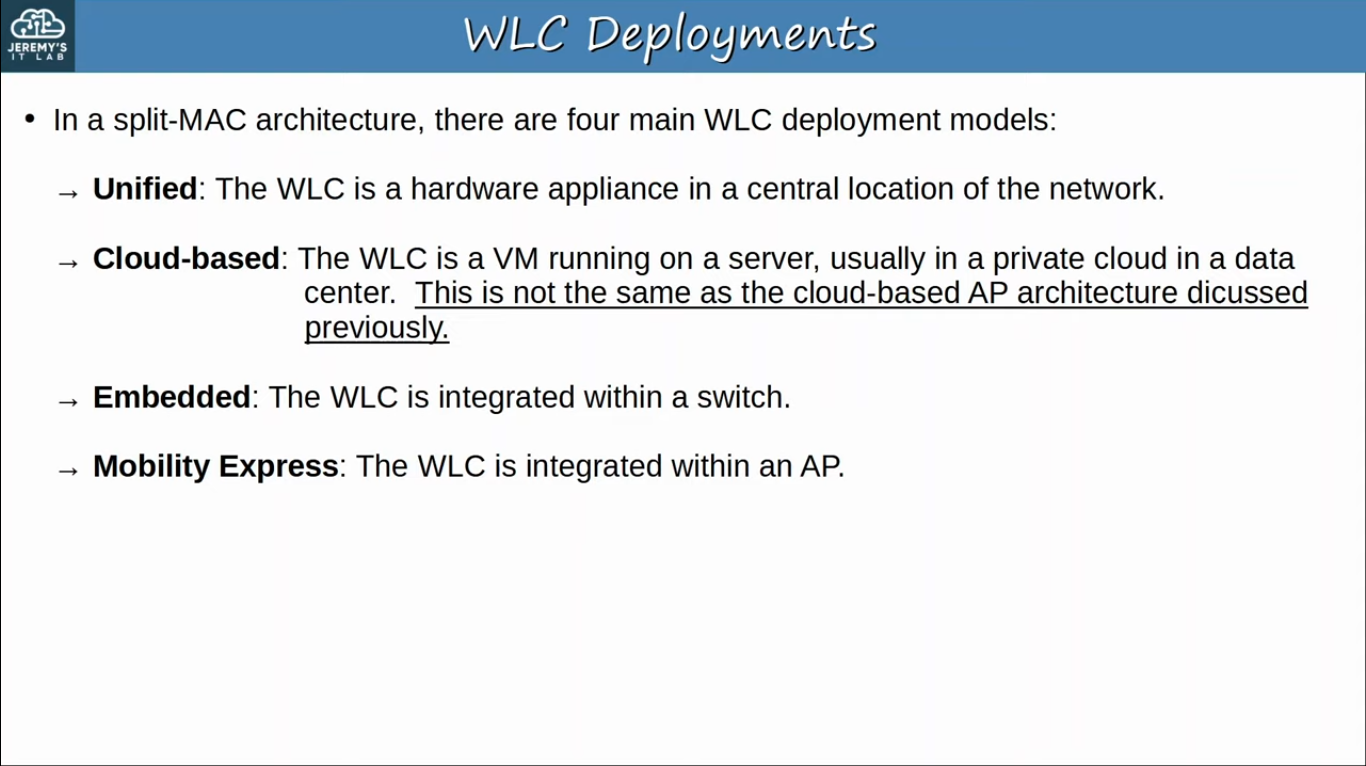 JEREMY'S
IT LAB
WLC Deployments
• In a split-MAC architecture, there are four main WLC deployment models:
→ Unified: The WLC is a hardware appliance in a central location of the network.
→ Cloud-based: The WLC is a VM running on a server, usually in a private cloud in a data
center. This is not the same as the cloud-based AP architecture dicussed
previously.
→ Embedded: The WLC is integrated within a switch.
→ Mobility Express: The WLC is integrated within an AP.